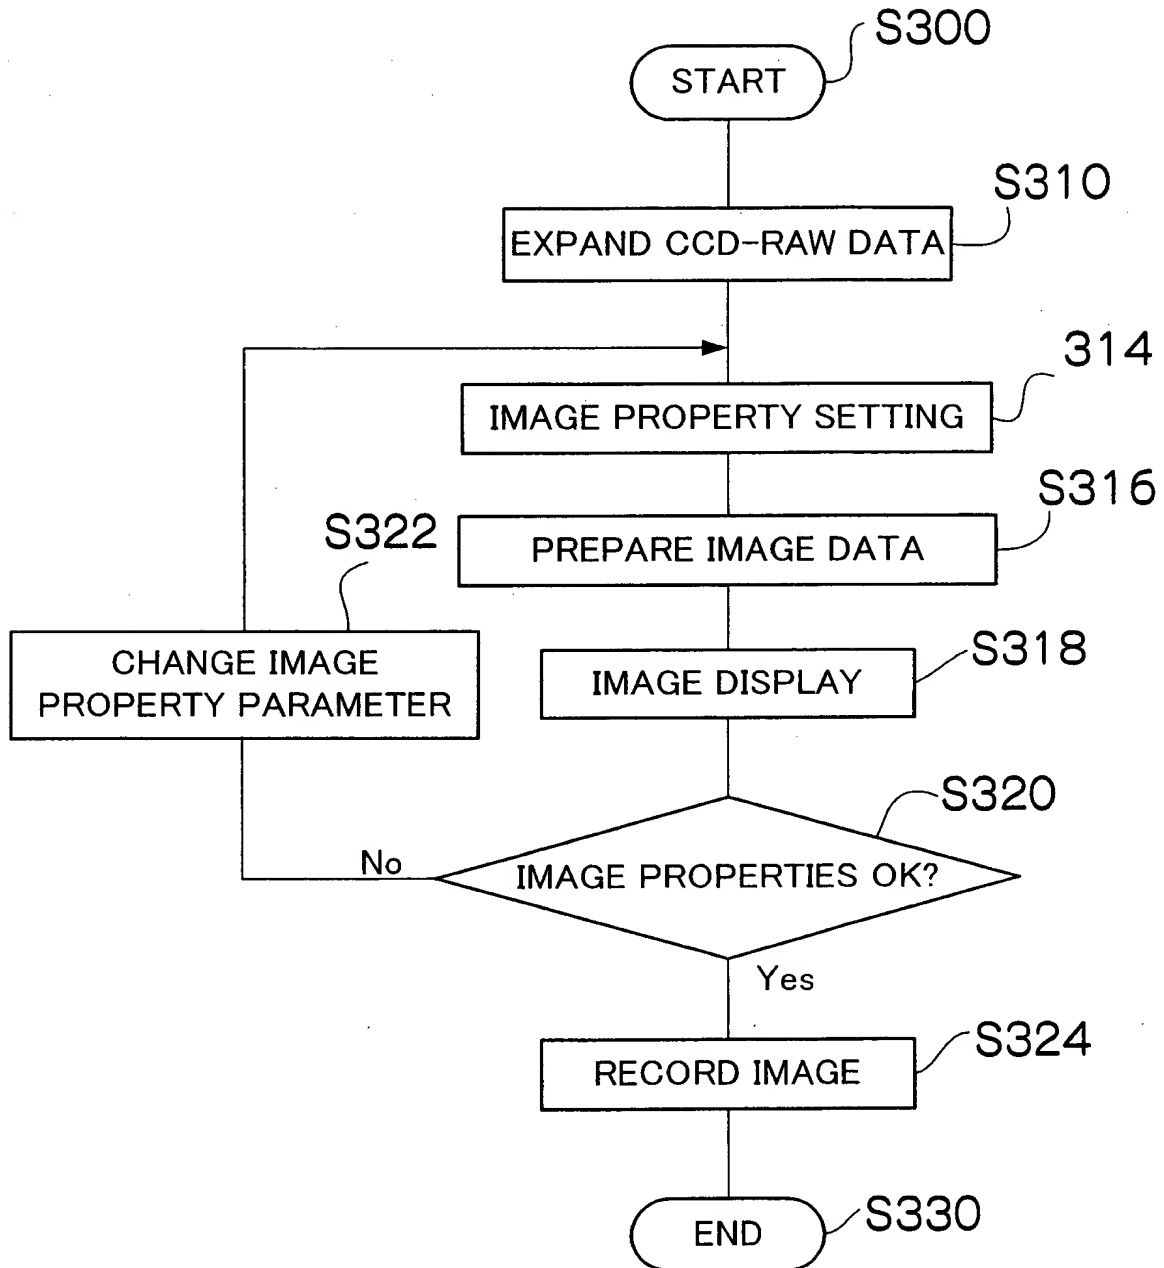 S300
START
S310
EXPAND CCD-RAW DATA
314
IMAGE PROPERTY SETTING
S316
PREPARE IMAGE DATA
S322
CHANGE IMAGE
PROPERTY PARAMETER
S318
IMAGE DISPLAY
S320
No
IMAGE PROPERTIES OK?
Yes
S324
RECORD IMAGE
S330
END